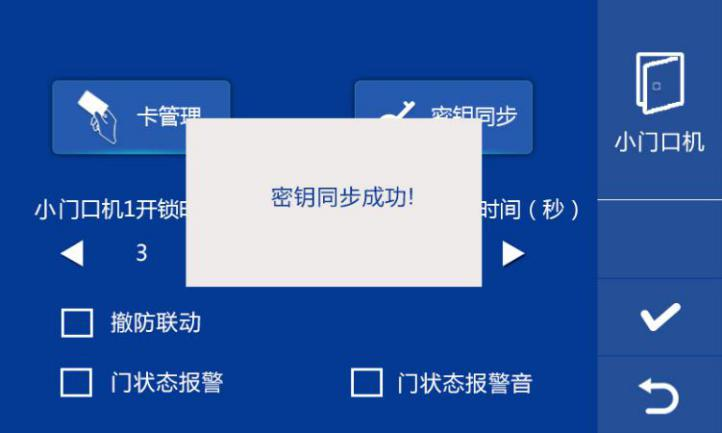 卡管理
密钥同步
小门口机
密钥同步成功!
小门口机1开锁
时间（秒）
3
撤防联动
门状态报警
门状态报警音